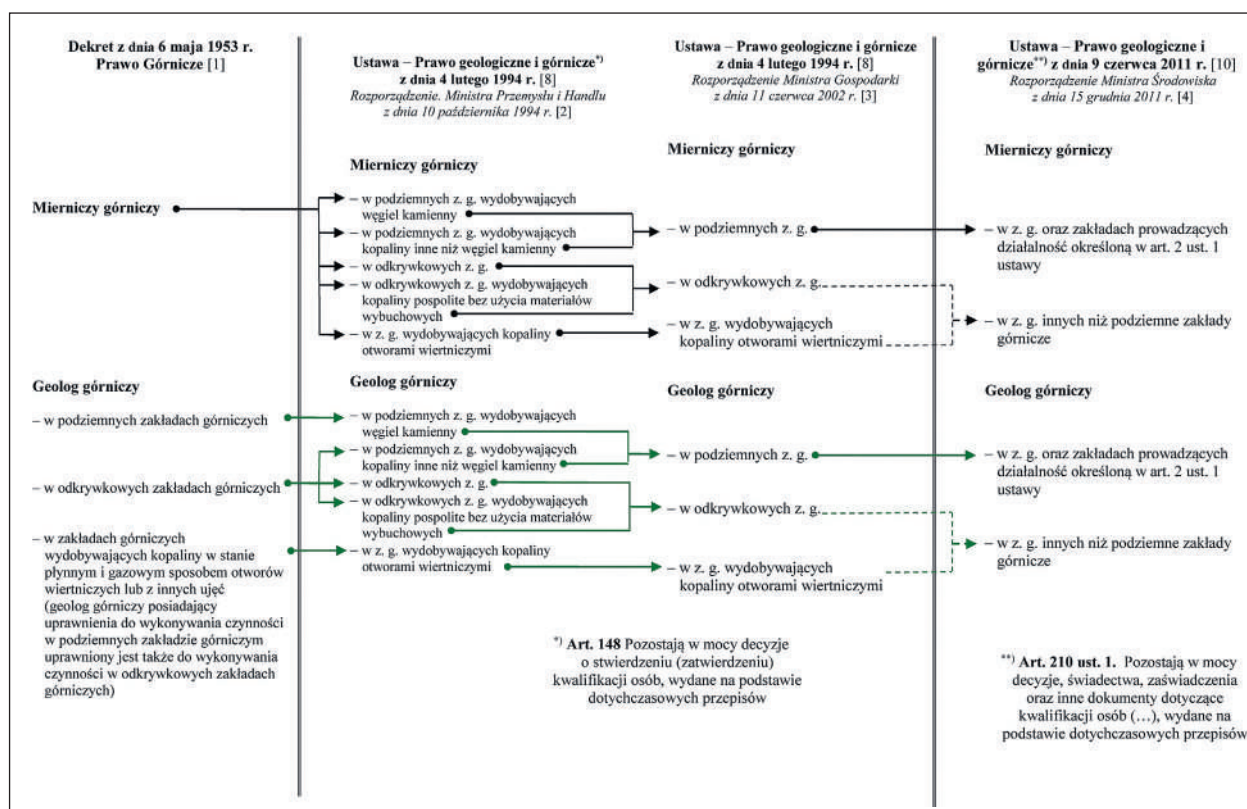 Dekret z dnia 6 maja 1953 r.
Prawo Górnicze [1]
Mierniczy górniczy
Geolog górniczy
– w podziemnych zakładach górniczych
– w odkrywkowych zakładach górniczych
– w zakładach górniczych
wydobywających kopaliny w stanie
płynnym i gazowym sposobem otworów
wiertniczych lub z innych ujęć
(geolog górniczy posiadający
uprawnienia do wykonywania czynności
w podziemnych zakładzie górniczym
uprawniony jest także do wykonywania
czynności w odkrywkowych zakładach
górniczych)
Ustawa – Prawo geologiczne i górnicze*)
z dnia 4 lutego 1994 r. [8]
Rozporządzenie. Ministra Przemysłu i Handlu
z dnia 10 października 1994 r. [2]
Mierniczy górniczy
– w podziemnych z. g. wydobywających
węgiel kamienny
– w podziemnych z. g. wydobywających
kopaliny inne niż węgiel kamienny
– w odkrywkowych z. g.
– w odkrywkowych z. g. wydobywających
kopaliny pospolite bez użycia materiałów
wybuchowych
– w z. g. wydobywających kopaliny
otworami wiertniczymi
Geolog górniczy
– w podziemnych z. g. wydobywających
węgiel kamienny
– w podziemnych z. g. wydobywających
kopaliny inne niż węgiel kamienny
– w odkrywkowych z. g.
– w odkrywkowych z. g. wydobywających
kopaliny pospolite bez użycia materiałów
wybuchowych
– w z. g. wydobywających kopaliny
otworami wiertniczymi
Ustawa – Prawo geologiczne i górnicze
z dnia 4 lutego 1994 r. [8]
Rozporządzenie Ministra Gospodarki
z dnia 11 czerwca 2002 r. [3]
Mierniczy górniczy
– w podziemnych z. g.
– w odkrywkowych z. g.
– w z. g. wydobywających
kopaliny otworami wiertniczymi
Geolog górniczy
– w podziemnych z. g.
– w odkrywkowych z. g.
– w z. g. wydobywających
kopaliny otworami wiertniczymi
*) Art. 148 Pozostają w mocy decyzje
o stwierdzeniu (zatwierdzeniu)
kwalifikacji osób, wydane na podstawie
dotychczasowych przepisów
Ustawa – Prawo geologiczne i
górnicze**) z dnia 9 czerwca 2011 r. [10]
Rozporządzenie Ministra Środowiska
z dnia 15 grudnia 2011 r. [4]
Mierniczy górniczy
– w z. g. oraz zakładach prowadzących
działalność określoną w art. 2 ust. 1
ustawy
– w z. g. innych niż podziemne zakłady
górnicze
Geolog górniczy
– w z. g. oraz zakładach prowadzących
działalność określoną w art. 2 ust. 1
ustawy
– w z. g. innych niż podziemne zakłady
górnicze
**) Art. 210 ust. 1. Pozostają w mocy
decyzje, świadectwa, zaświadczenia
oraz inne dokumenty dotyczące
kwalifikacji osób (…), wydane na
podstawie dotychczasowych przepisów